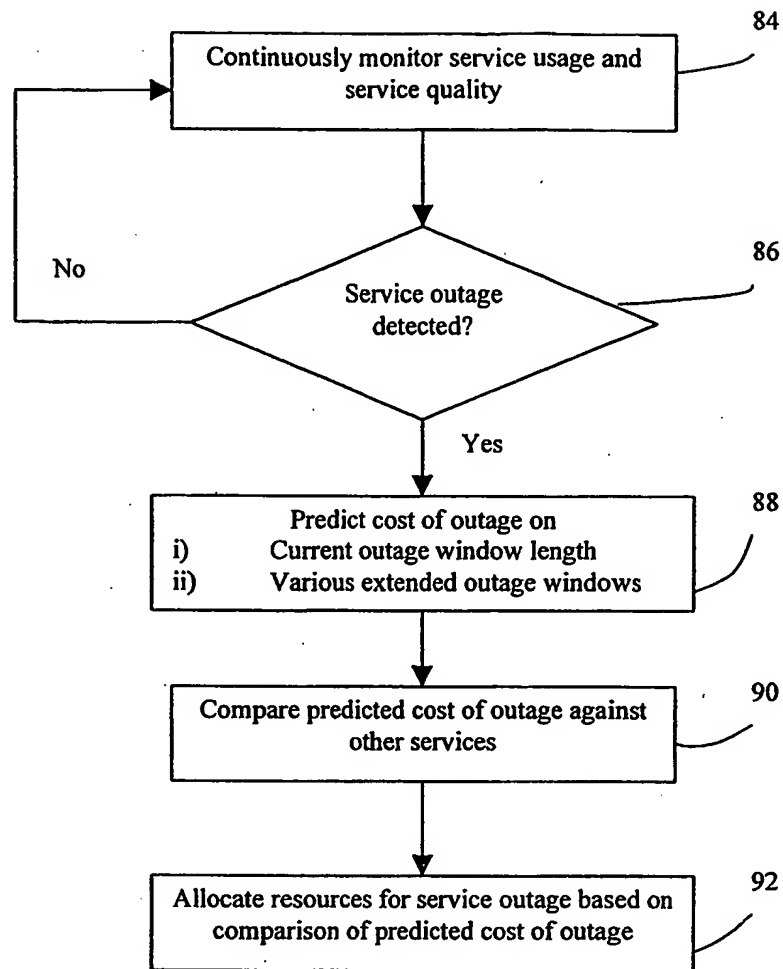 84
Continuously monitor service usage and
service quality
86
No
Service outage
detected?
Yes
88
Predict cost of outage on
i) Current outage window length
ii) Various extended outage windows
90
Compare predicted cost of outage against
other services
92
Allocate resources for service outage based on
comparison of predicted cost of outage